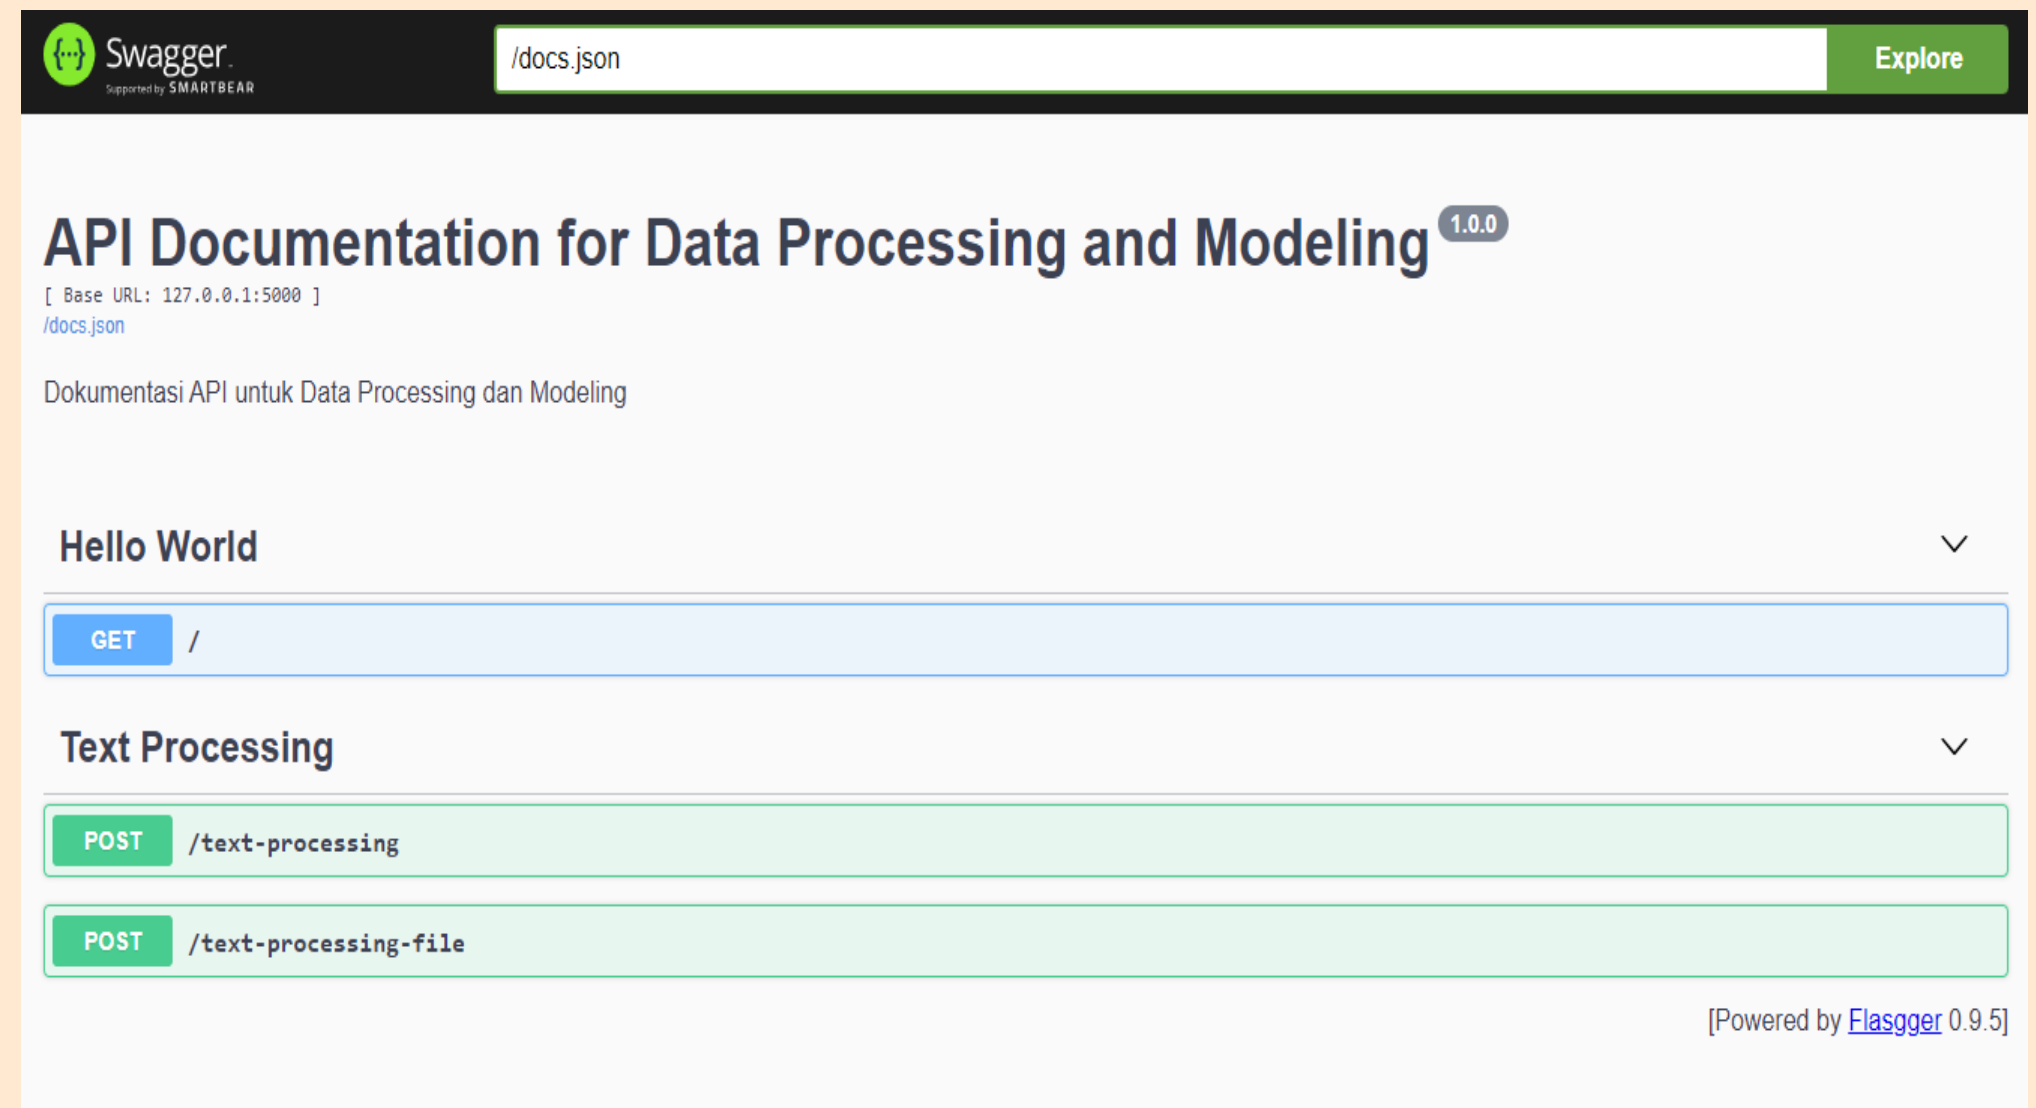 {···} Swagger.
Supported by SMARTBEAR
/docs.json
Explore
API Documentation for Data Processing and Modeling 1.0.0
[ Base URL: 127.0.0.1:5000 ]
/docs.json
Dokumentasi API untuk Data Processing dan Modeling
Hello World
GET /
Text Processing
POST /text-processing
POST /text-processing-file
[Powered by Flasgger 0.9.5]